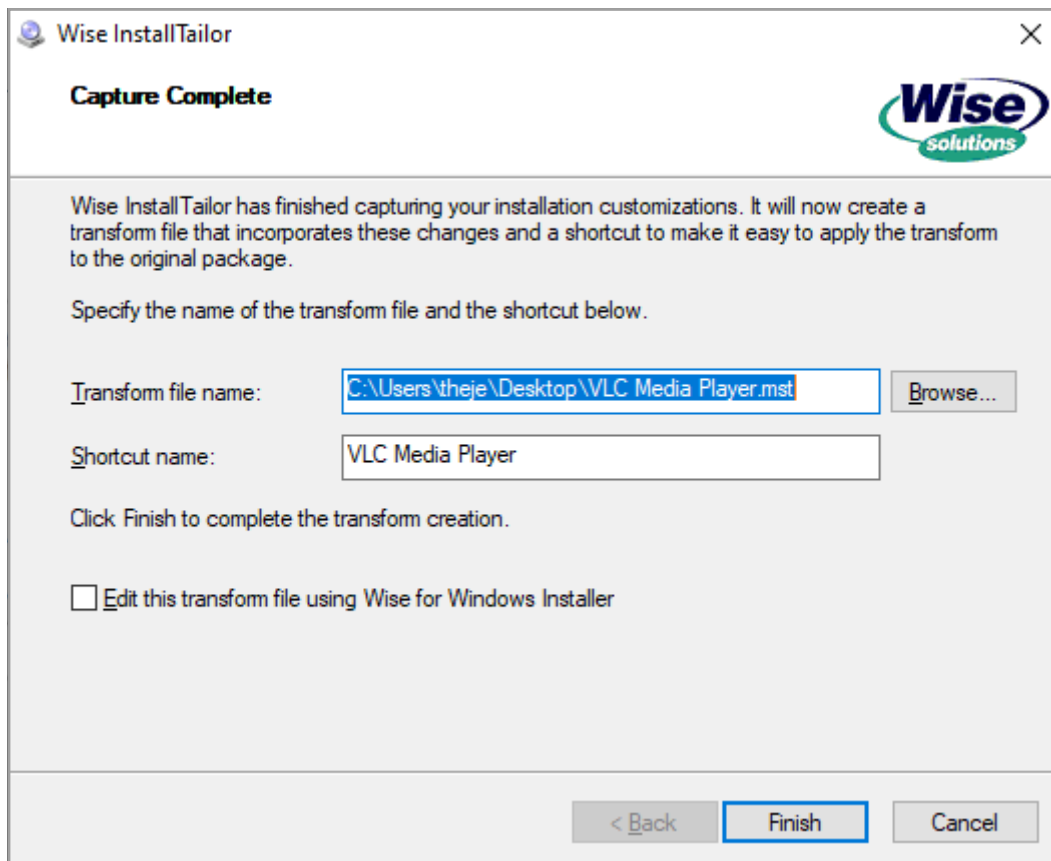 Wise InstallTailor
Capture Complete
Wise
solutions
Wise InstallTailor has finished capturing your installation customizations. It will now create a
transform file that incorporates these changes and a shortcut to make it easy to apply the transform
to the original package.
Specify the name of the transform file and the shortcut below.
Transform file name:
C:\Users\theje\Desktop\VLC Media Player.mst
Browse...
Shortcut name:
VLC Media Player
Click Finish to complete the transform creation.
Edit this transform file using Wise for Windows Installer
< Back
Finish
Cancel